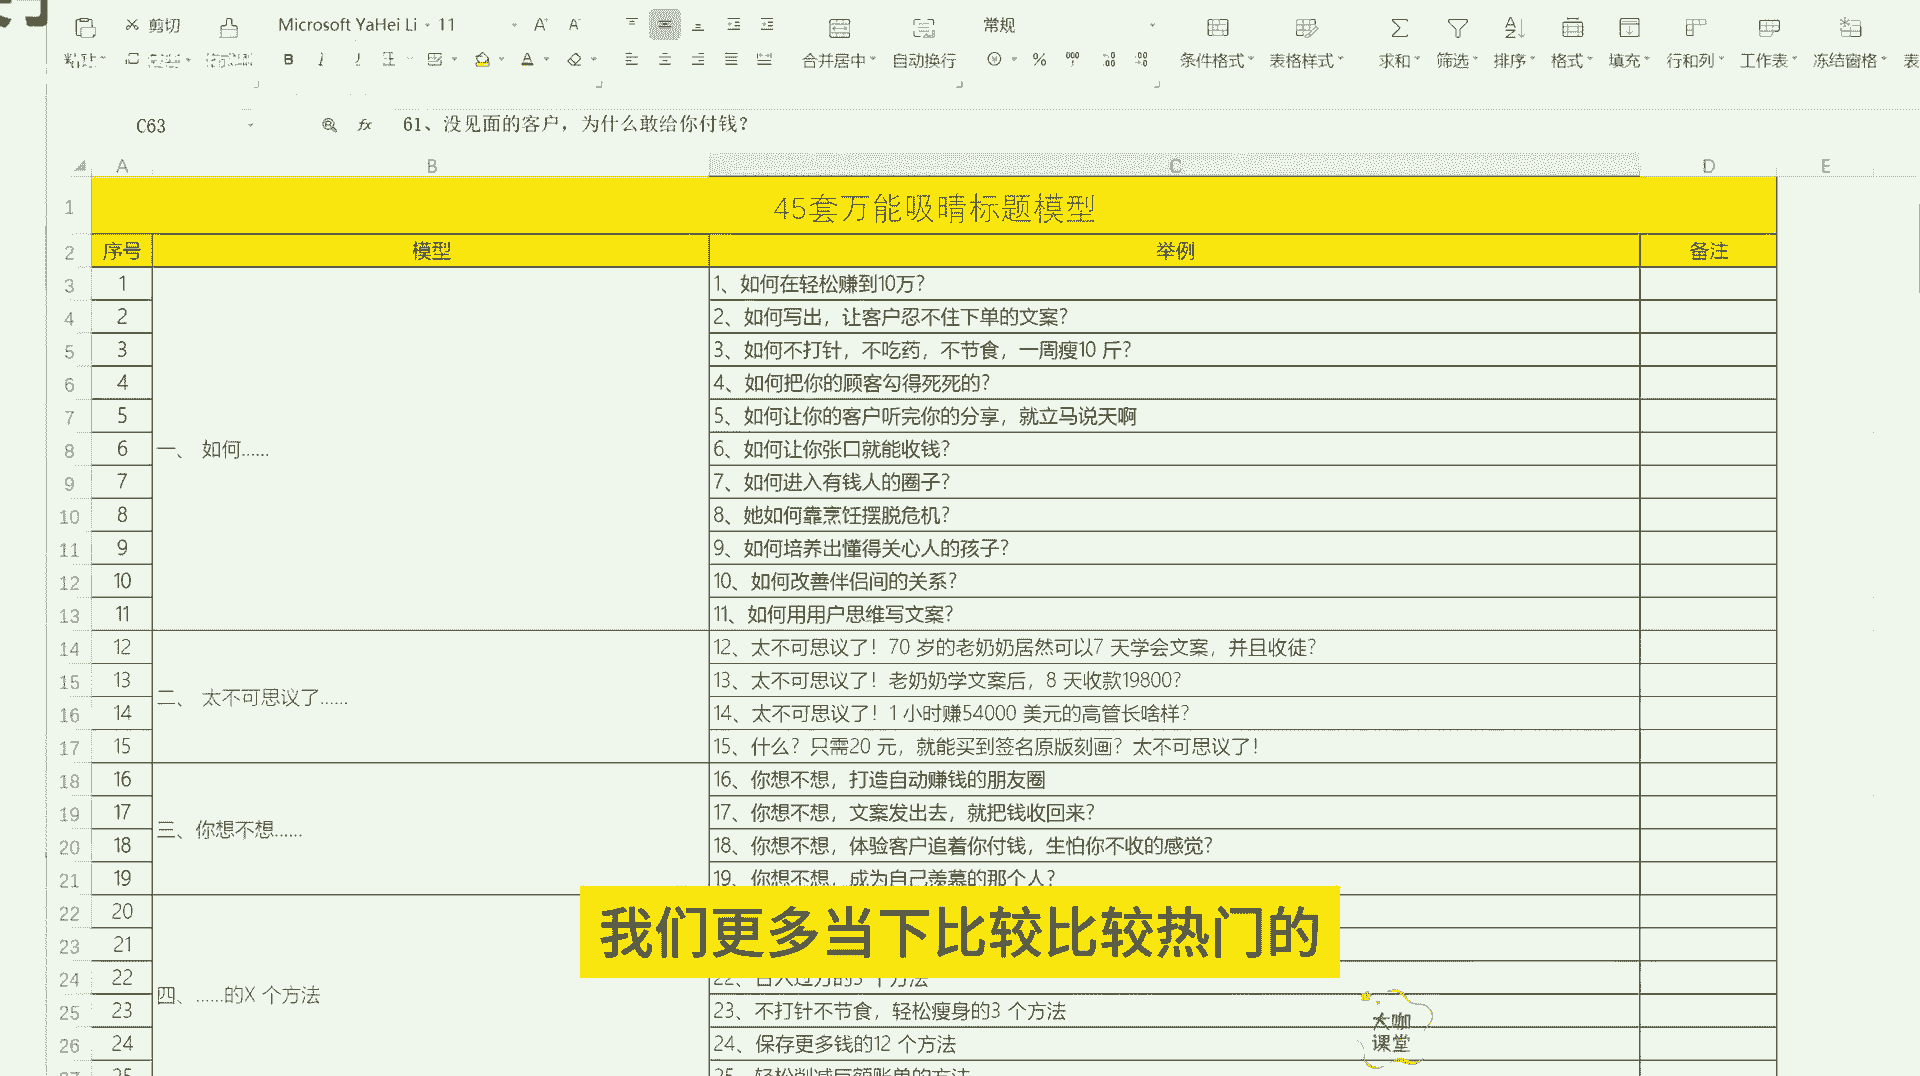 剪切
Microsoft YaHei Li 11
常规
粘贴 合并居中 自动换行 条件格式 表格样式 求和 筛选 排序 格式 填充 行和列 工作表 冻结窗格 表
C63 fx 61、没见面的客户，为什么敢给你付钱？
A B C D E
1 45套万能吸晴标题模型
2 序号 模型 举例 备注
3 1 1、如何在轻松赚到10万？
4 2 2、如何写出，让客户忍不住下单的文案？
5 3 3、如何不打针，不吃药，不节食，一周瘦10 斤？
6 4 4、如何把你的顾客勾得死死的？
7 5 5、如何让你的客户听完你的分享，就立马说天啊
8 6 一、 如何...... 6、如何让你张口就能收钱？
9 7 7、如何进入有钱人的圈子？
10 8 8、她如何靠烹饪摆脱危机？
11 9 9、如何培养出懂得关心人的孩子？
12 10 10、如何改善伴侣间的关系？
13 11 11、如何用用户思维写文案？
14 12 12、太不可思议了！70 岁的老奶奶居然可以7 天学会文案，并且收徒？
15 13 二、 太不可思议了...... 13、太不可思议了！老奶奶学文案后，8 天收款19800？
16 14 14、太不可思议了！1 小时赚54000 美元的高管长啥样？
17 15 15、什么？只需20 元，就能买到签名原版刻画？太不可思议了！
18 16 16、你想不想，打造自动赚钱的朋友圈
19 17 三、你想不想...... 17、你想不想，文案发出去，就把钱收回来？
20 18 18、你想不想，体验客户追着你付钱，生怕你不收的感觉？
21 19 19、你想不想，成为自己羡慕的那个人？
22 20
23 21
我们更多当下比较比较热门的
24 22
25 23 四、......的X 个方法 23、不打针不节食，轻松瘦身的3 个方法
26 24 24、保存更多钱的12 个方法
大咖
课堂